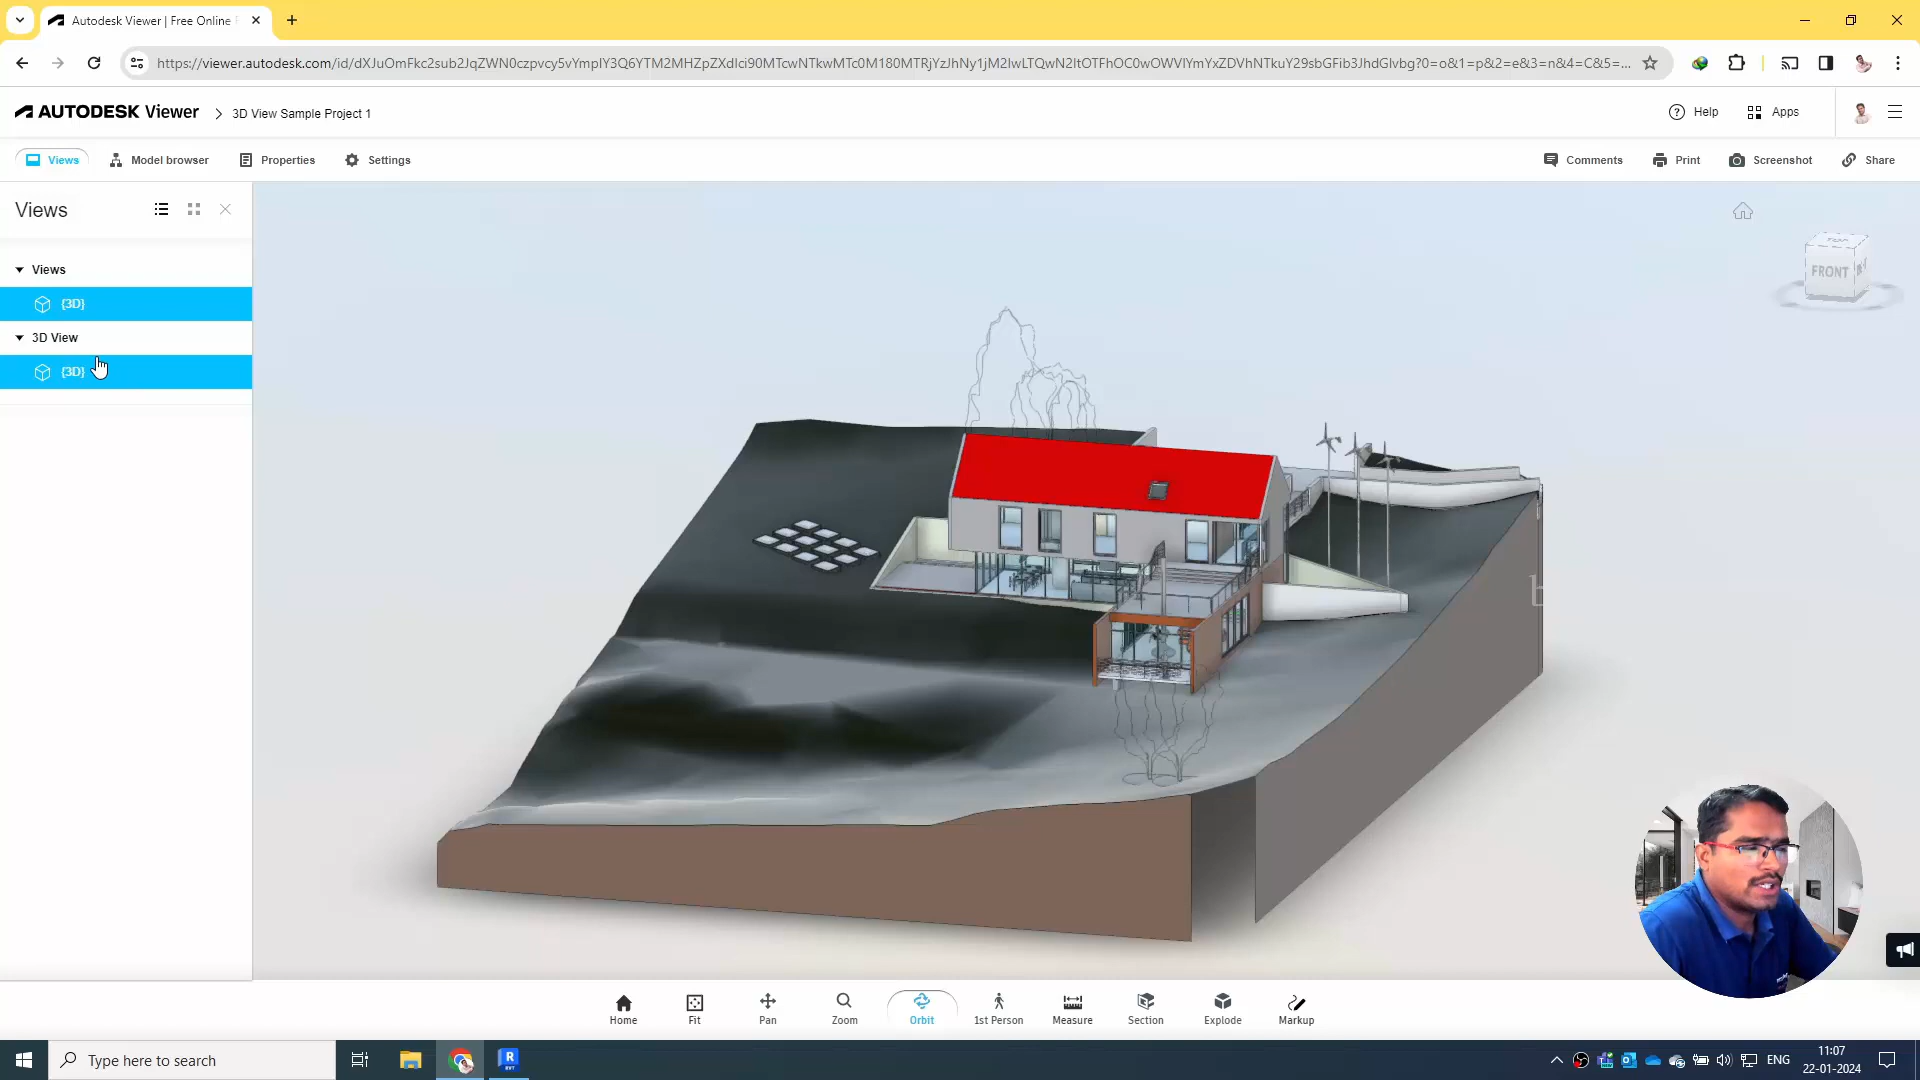 Autodesk Viewer | Free Online
https://viewer.autodesk.com/id/dXJuOmFkc2sub2JqZWN0czpvcy5vYmplY3Q6YTM2MHZpZXdlci90MTcwNTkwMTc0M180MTRjYzJhNy1jM2IwLTQwN2ItOTFhOC0wOWVlYmYxZDVhNTkuY29sbGFib3JhdGlvbg?0=o&1=p&2=e&3=n&4=C&5=...
AUTODESK Viewer
3D View Sample Project 1
Help
Apps
Views
Model browser
Properties
Settings
Comments
Print
Screenshot
Share
Views
Views
{3D}
3D View
{3D}
TOP
FRONT
Home
Fit
Pan
Zoom
Orbit
1st Person
Measure
Section
Explode
Markup
Type here to search
R
ENG
11:07
22-01-2024